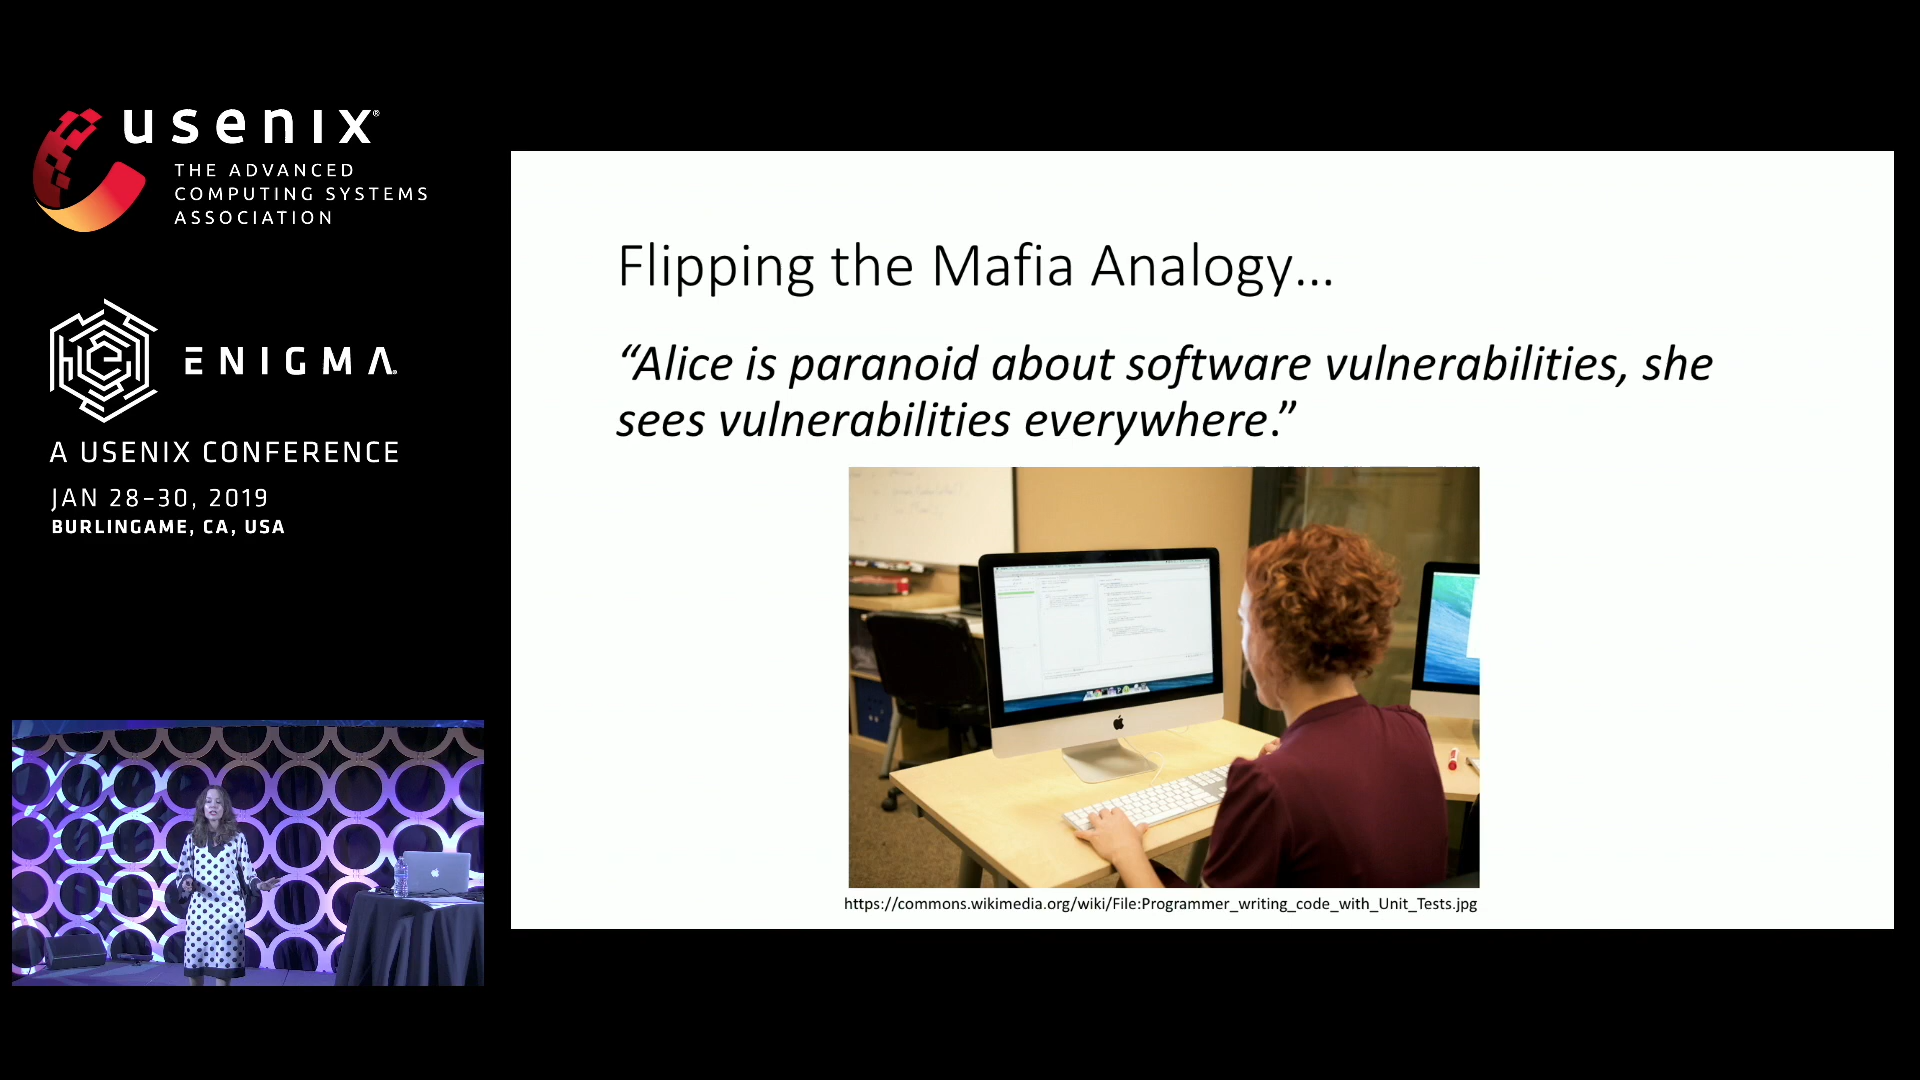 usenix®
THE ADVANCED
COMPUTING SYSTEMS
ASSOCIATION
ENIGMA.
A USENIX CONFERENCE
JAN 28–30, 2019
BURLINGAME, CA, USA
Flipping the Mafia Analogy...
“Alice is paranoid about software vulnerabilities, she
sees vulnerabilities everywhere.”
https://commons.wikimedia.org/wiki/File:Programmer_writing_code_with_Unit_Tests.jpg